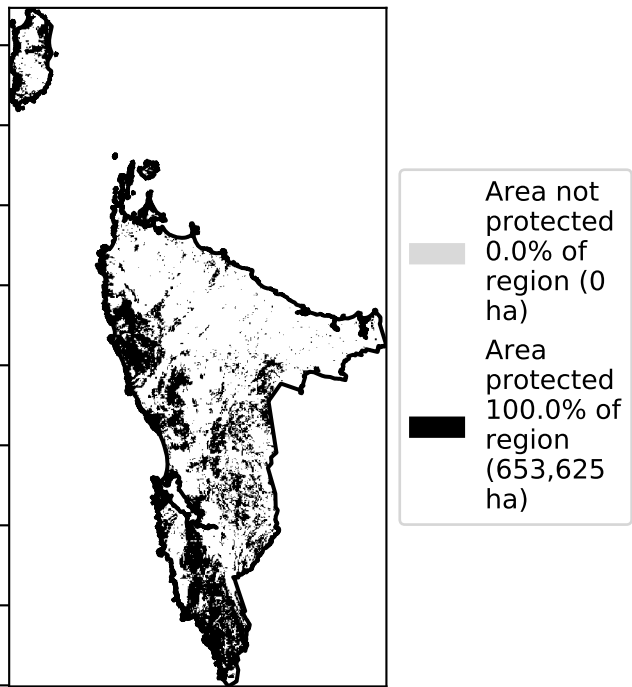 Area not
protected
0.0% of
region (0
ha)
Area
protected
100.0% of
region
(653,625
ha)